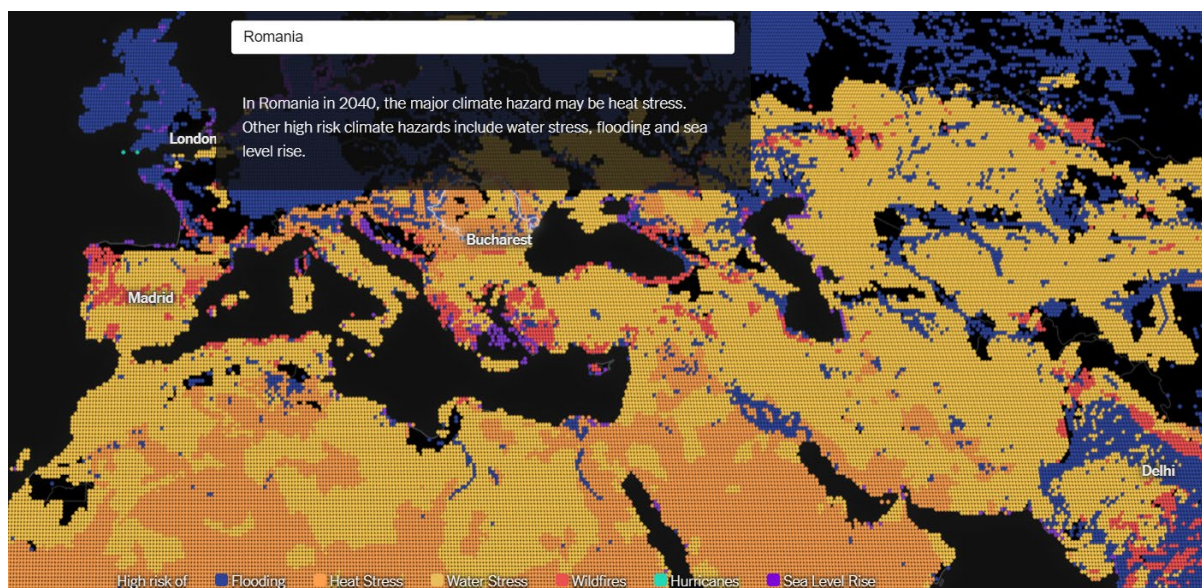 Romania
In Romania in 2040, the major climate hazard may be heat stress.
Other high risk climate hazards include water stress, flooding and sea
level rise.
London
Bucharest
Madrid
Delhi
High risk of Flooding Heat Stress Water Stress Wildfires Hurricanes Sea Level Rise